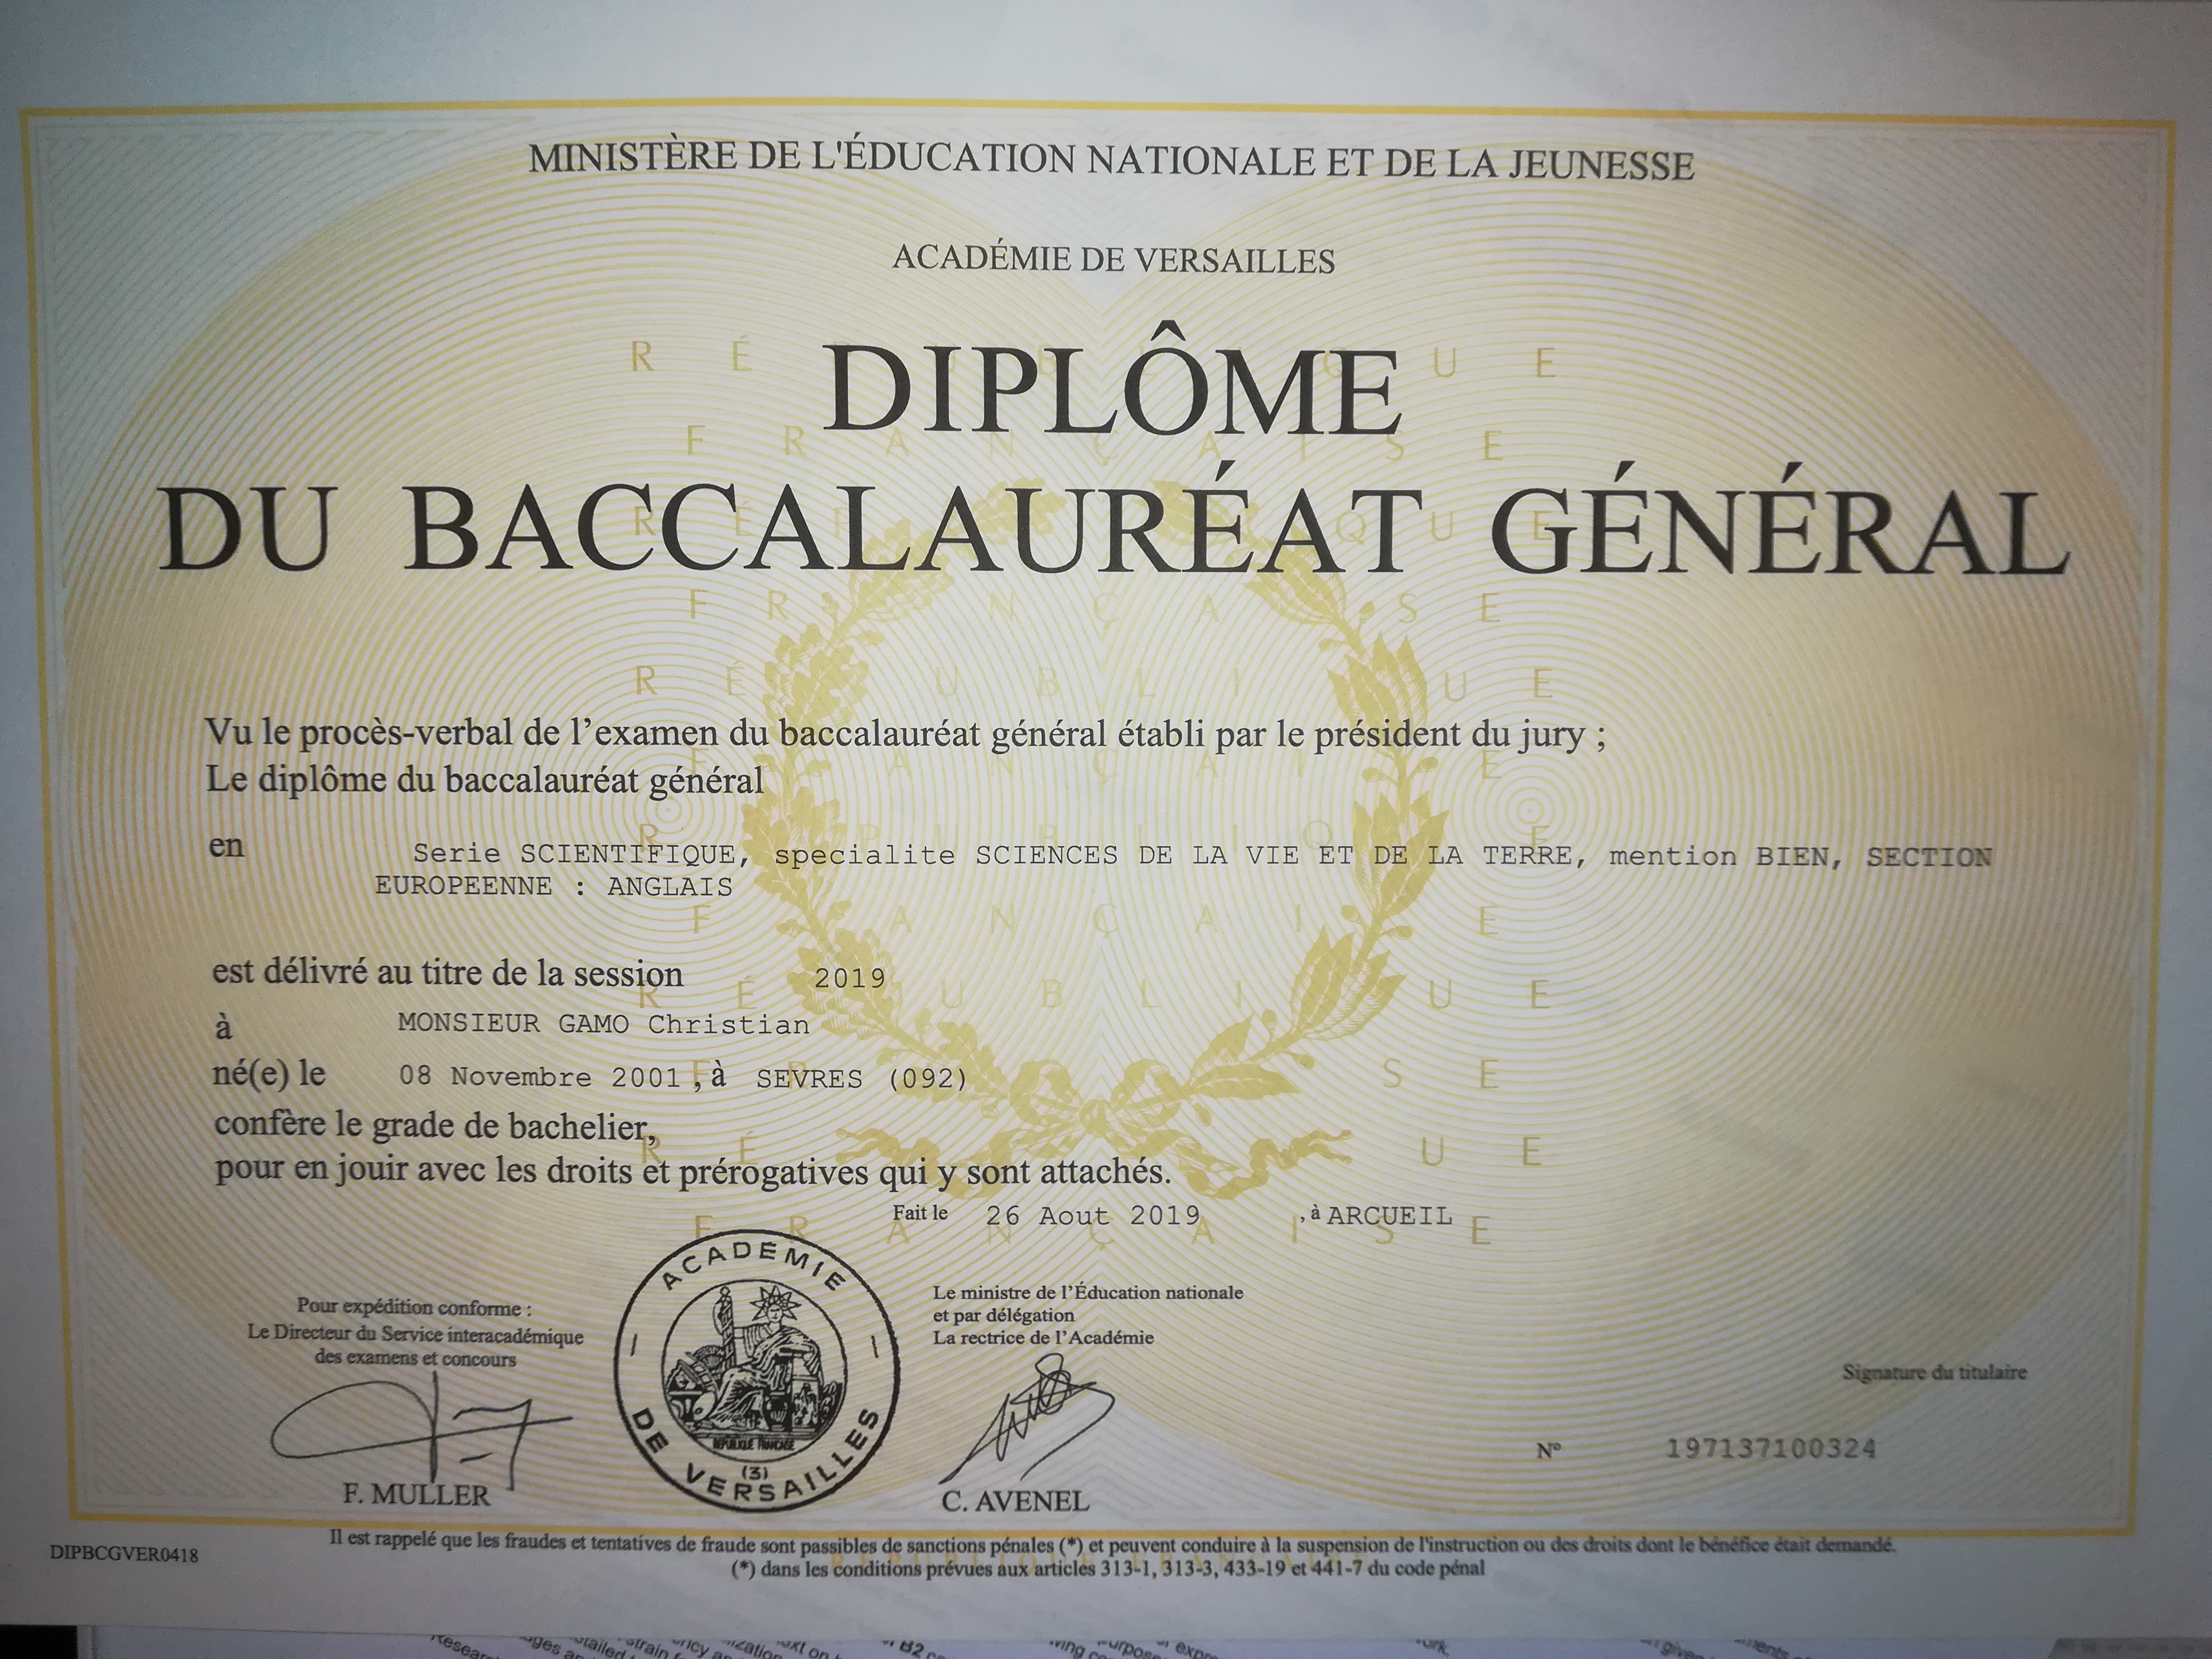 MINISTÈRE DE L'ÉDUCATION NATIONALE ET DE LA JEUNESSE
ACADÉMIE DE VERSAILLES
DIPLÔME
DU BACCALAURÉAT GÉNÉRAL
Vu le procès-verbal de l’examen du baccalauréat général établi par le président du jury ;
Le diplôme du baccalauréat général
en Serie SCIENTIFIQUE, specialite SCIENCES DE LA VIE ET DE LA TERRE, mention BIEN, SECTION
EUROPEENNE : ANGLAIS
est délivré au titre de la session 2019
à MONSIEUR GAMO Christian
né(e) le 08 Novembre 2001 , à SEVRES (092)
confère le grade de bachelier,
pour en jouir avec les droits et prérogatives qui y sont attachés.
Fait le 26 Aout 2019 , à ARCUEIL
Pour expédition conforme :
Le Directeur du Service interacadémique
des examens et concours
F. MULLER
ACADÉMIE DE VERSAILLES
RÉPUBLIQUE FRANÇAISE
(3)
Le ministre de l’Éducation nationale
et par délégation
La rectrice de l’Académie
C. AVENEL
Signature du titulaire
N° 197137100324
Il est rappelé que les fraudes et tentatives de fraude sont passibles de sanctions pénales (*) et peuvent conduire à la suspension de l'instruction ou des droits dont le bénéfice était demandé.
(*) dans les conditions prévues aux articles 313-1, 313-3, 433-19 et 441-7 du code pénal
DIPBCGVER0418